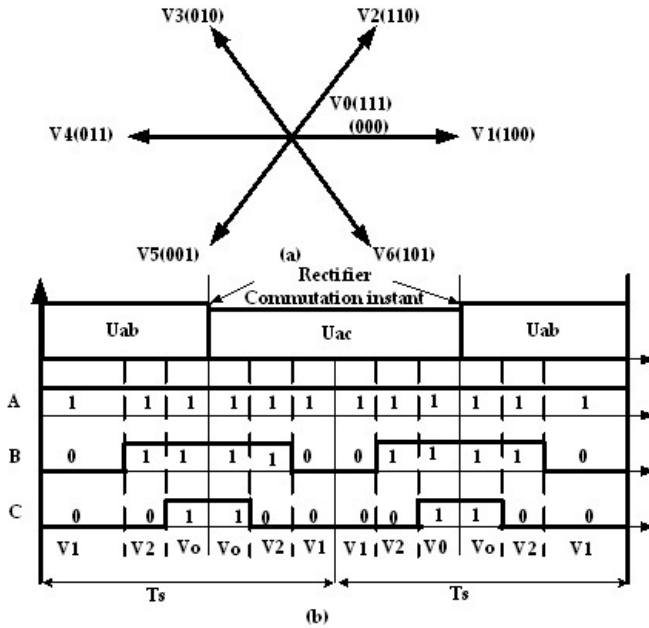 V3(010) V2(110)
V0(111)
(000)
V4(011) V1(100)
V5(001) (a) V6(101)
Rectifier
Commutation instant
Uab Uac Uab
A 1 1 1 1 1 1 1 1 1 1 1 1
B 0 1 1 1 1 0 0 1 1 1 1 0
C 0 0 1 1 0 0 0 0 1 1 0 0
V1 V2 Vo Vo V2 V1 V1 V2 V0 Vo V2 V1
Ts Ts
(b)